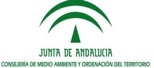 JUNTA DE ANDALUCIA
CONSEJERÍA DE MEDIO AMBIENTE Y ORDENACIÓN DEL TERRITORIO